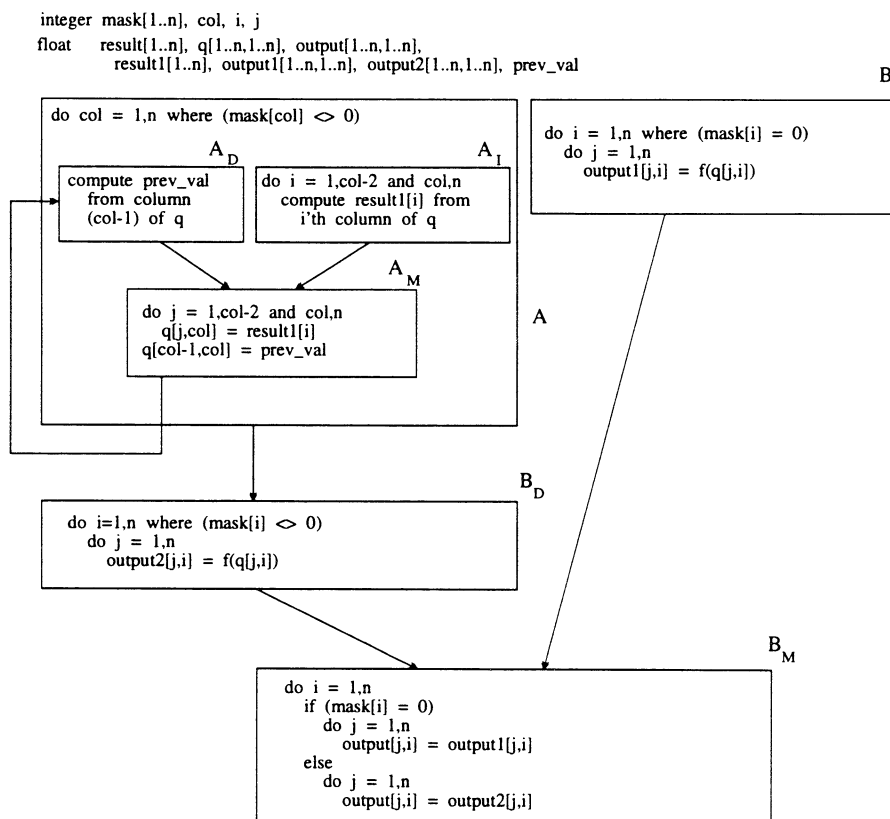 integer mask[1..n], col, i, j
float result[1..n], q[1..n,1..n], output[1..n,1..n],
result1[1..n], output1[1..n,1..n], output2[1..n,1..n], prev_val
do col = 1,n where (mask[col] <> 0)
A_D
compute prev_val
from column
(col-1) of q
A_I
do i = 1,col-2 and col,n
compute result1[i] from
i'th column of q
A_M
do j = 1,col-2 and col,n
q[j,col] = result1[i]
q[col-1,col] = prev_val
A
B
do i = 1,n where (mask[i] = 0)
do j = 1,n
output1[j,i] = f(q[j,i])
B_D
do i=1,n where (mask[i] <> 0)
do j = 1,n
output2[j,i] = f(q[j,i])
B_M
do i = 1,n
if (mask[i] = 0)
do j = 1,n
output[j,i] = output1[j,i]
else
do j = 1,n
output[j,i] = output2[j,i]